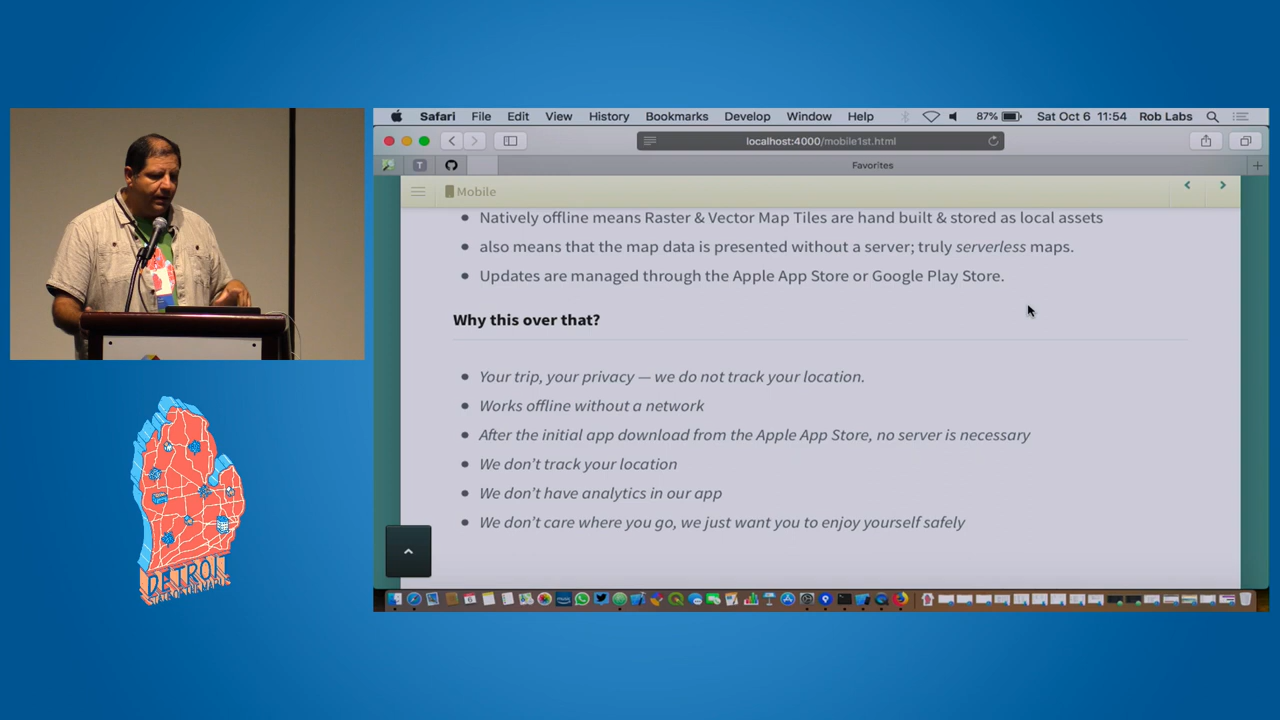 Safari File Edit View History Bookmarks Develop Window Help 87% Sat Oct 6 11:54 Rob Labs
localhost:4000/mobile1st.html
T Favorites
Mobile
Natively offline means Raster & Vector Map Tiles are hand built & stored as local assets
also means that the map data is presented without a server; truly serverless maps.
Updates are managed through the Apple App Store or Google Play Store.
Why this over that?
Your trip, your privacy — we do not track your location.
Works offline without a network
After the initial app download from the Apple App Store, no server is necessary
We don't track your location
We don't have analytics in our app
We don't care where you go, we just want you to enjoy yourself safely
DETROIT